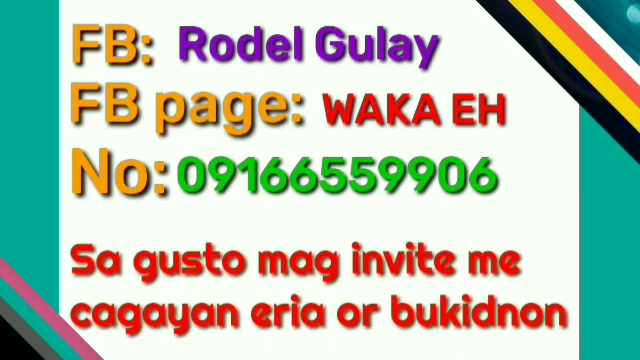 FB: Rodel Gulay
FB page: WAKA EH
No: 09166559906
Sa gusto mag invite me
cagayan eria or bukidnon